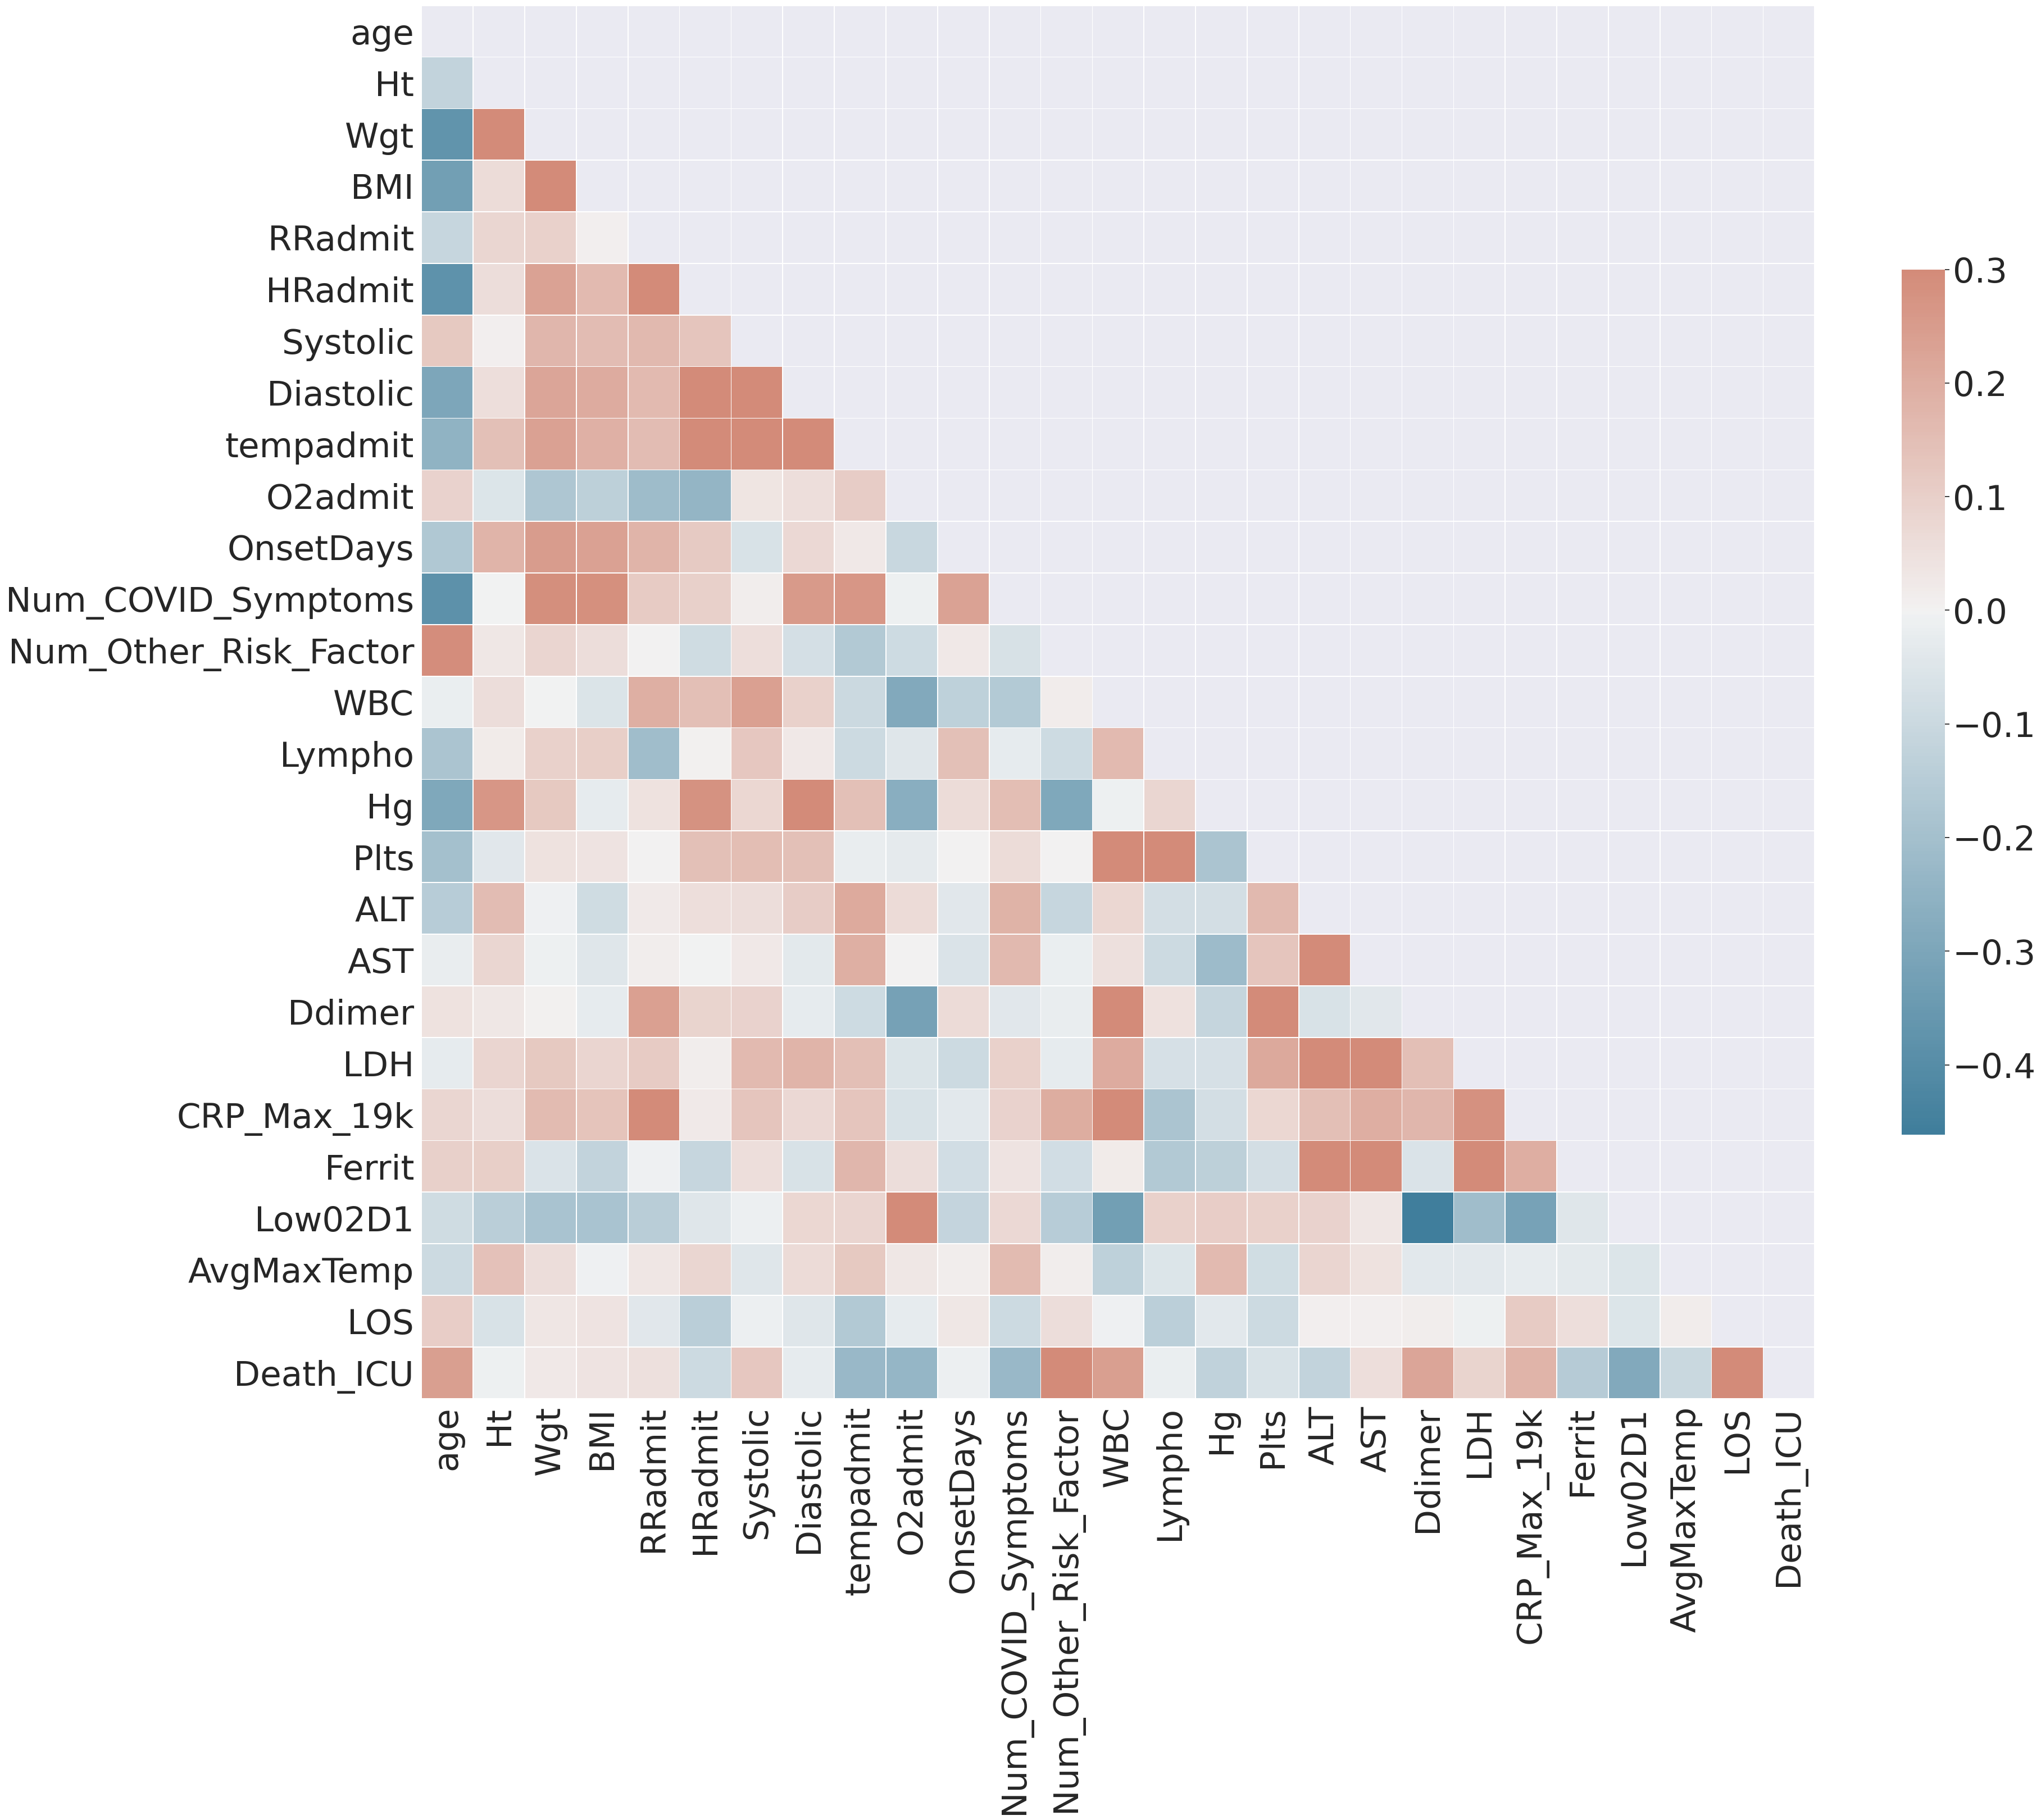 age
Ht
Wgt
BMI
RRadmit
HRadmit
Systolic
Diastolic
tempadmit
O2admit
OnsetDays
Num_COVID_Symptoms
Num_Other_Risk_Factor
WBC
Lympho
Hg
Plts
ALT
AST
Ddimer
LDH
CRP_Max_19k
Ferrit
Low02D1
AvgMaxTemp
LOS
Death_ICU
age
Ht
Wgt
BMI
RRadmit
HRadmit
Systolic
Diastolic
tempadmit
O2admit
OnsetDays
Num_COVID_Symptoms
Num_Other_Risk_Factor
WBC
Lympho
Hg
Plts
ALT
AST
Ddimer
LDH
CRP_Max_19k
Ferrit
Low02D1
AvgMaxTemp
LOS
Death_ICU
0.3
0.2
0.1
0.0
−0.1
−0.2
−0.3
−0.4